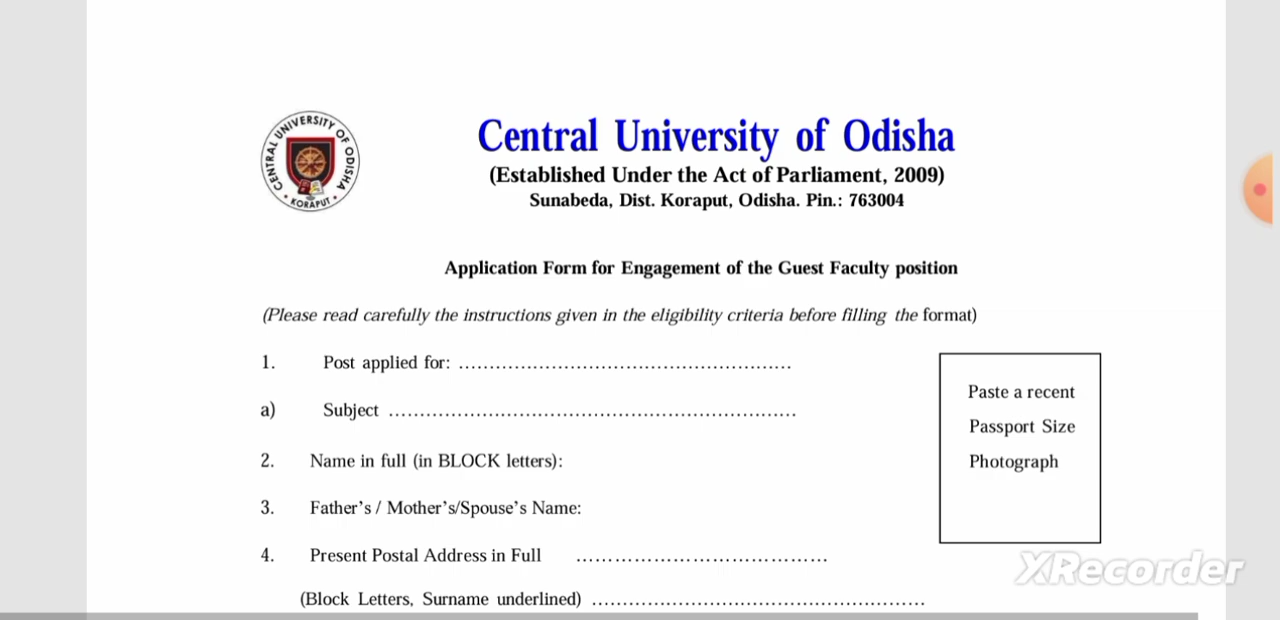 CENTRAL UNIVERSITY OF ODISHA
• KORAPUT •
Central University of Odisha
(Established Under the Act of Parliament, 2009)
Sunabeda, Dist. Koraput, Odisha. Pin.: 763004
Application Form for Engagement of the Guest Faculty position
(Please read carefully the instructions given in the eligibility criteria before filling the format)
1. Post applied for: ......................................................
a) Subject ..................................................................
2. Name in full (in BLOCK letters):
3. Father's / Mother's/Spouse's Name:
4. Present Postal Address in Full ........................................
(Block Letters, Surname underlined) ......................................................
Paste a recent
Passport Size
Photograph
XRecorder